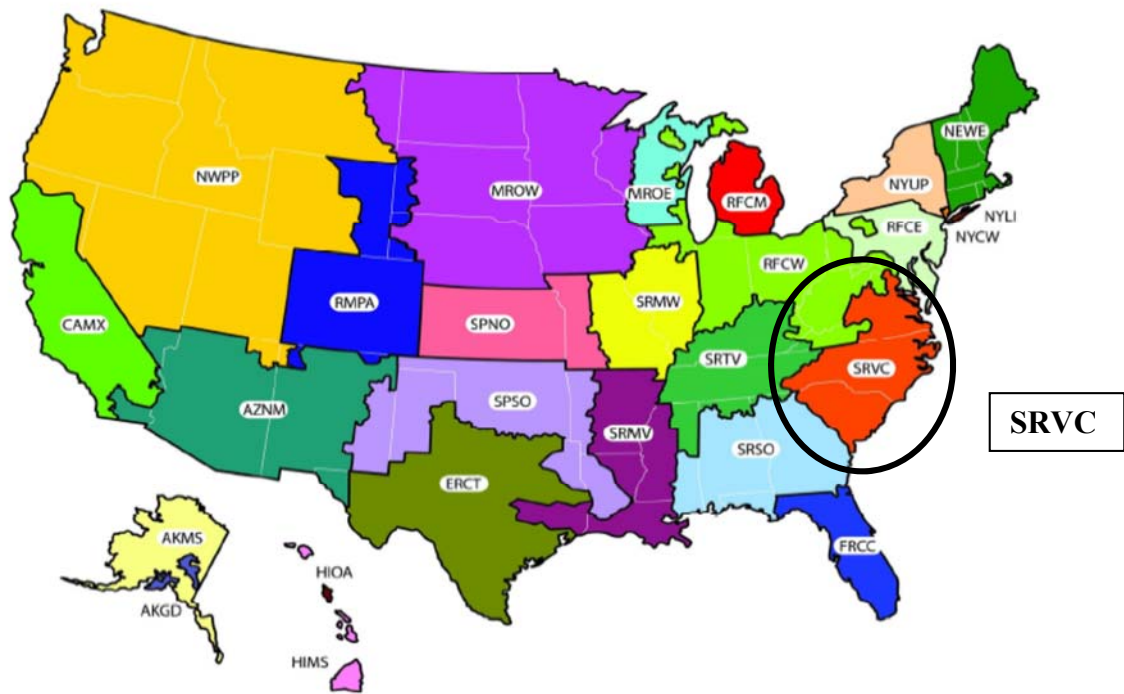 NEWE
NWPP
MROW
MROE
RFCM
NYUP
NYLI
NYCW
RFCE
RFCW
RMPA
SRMW
CAMX
SPNO
SRTV
SRVC
AZNM
SPSO
SRMV
SRSO
SRVC
ERCT
AKMS
FRCC
HIOA
AKGD
HIMS